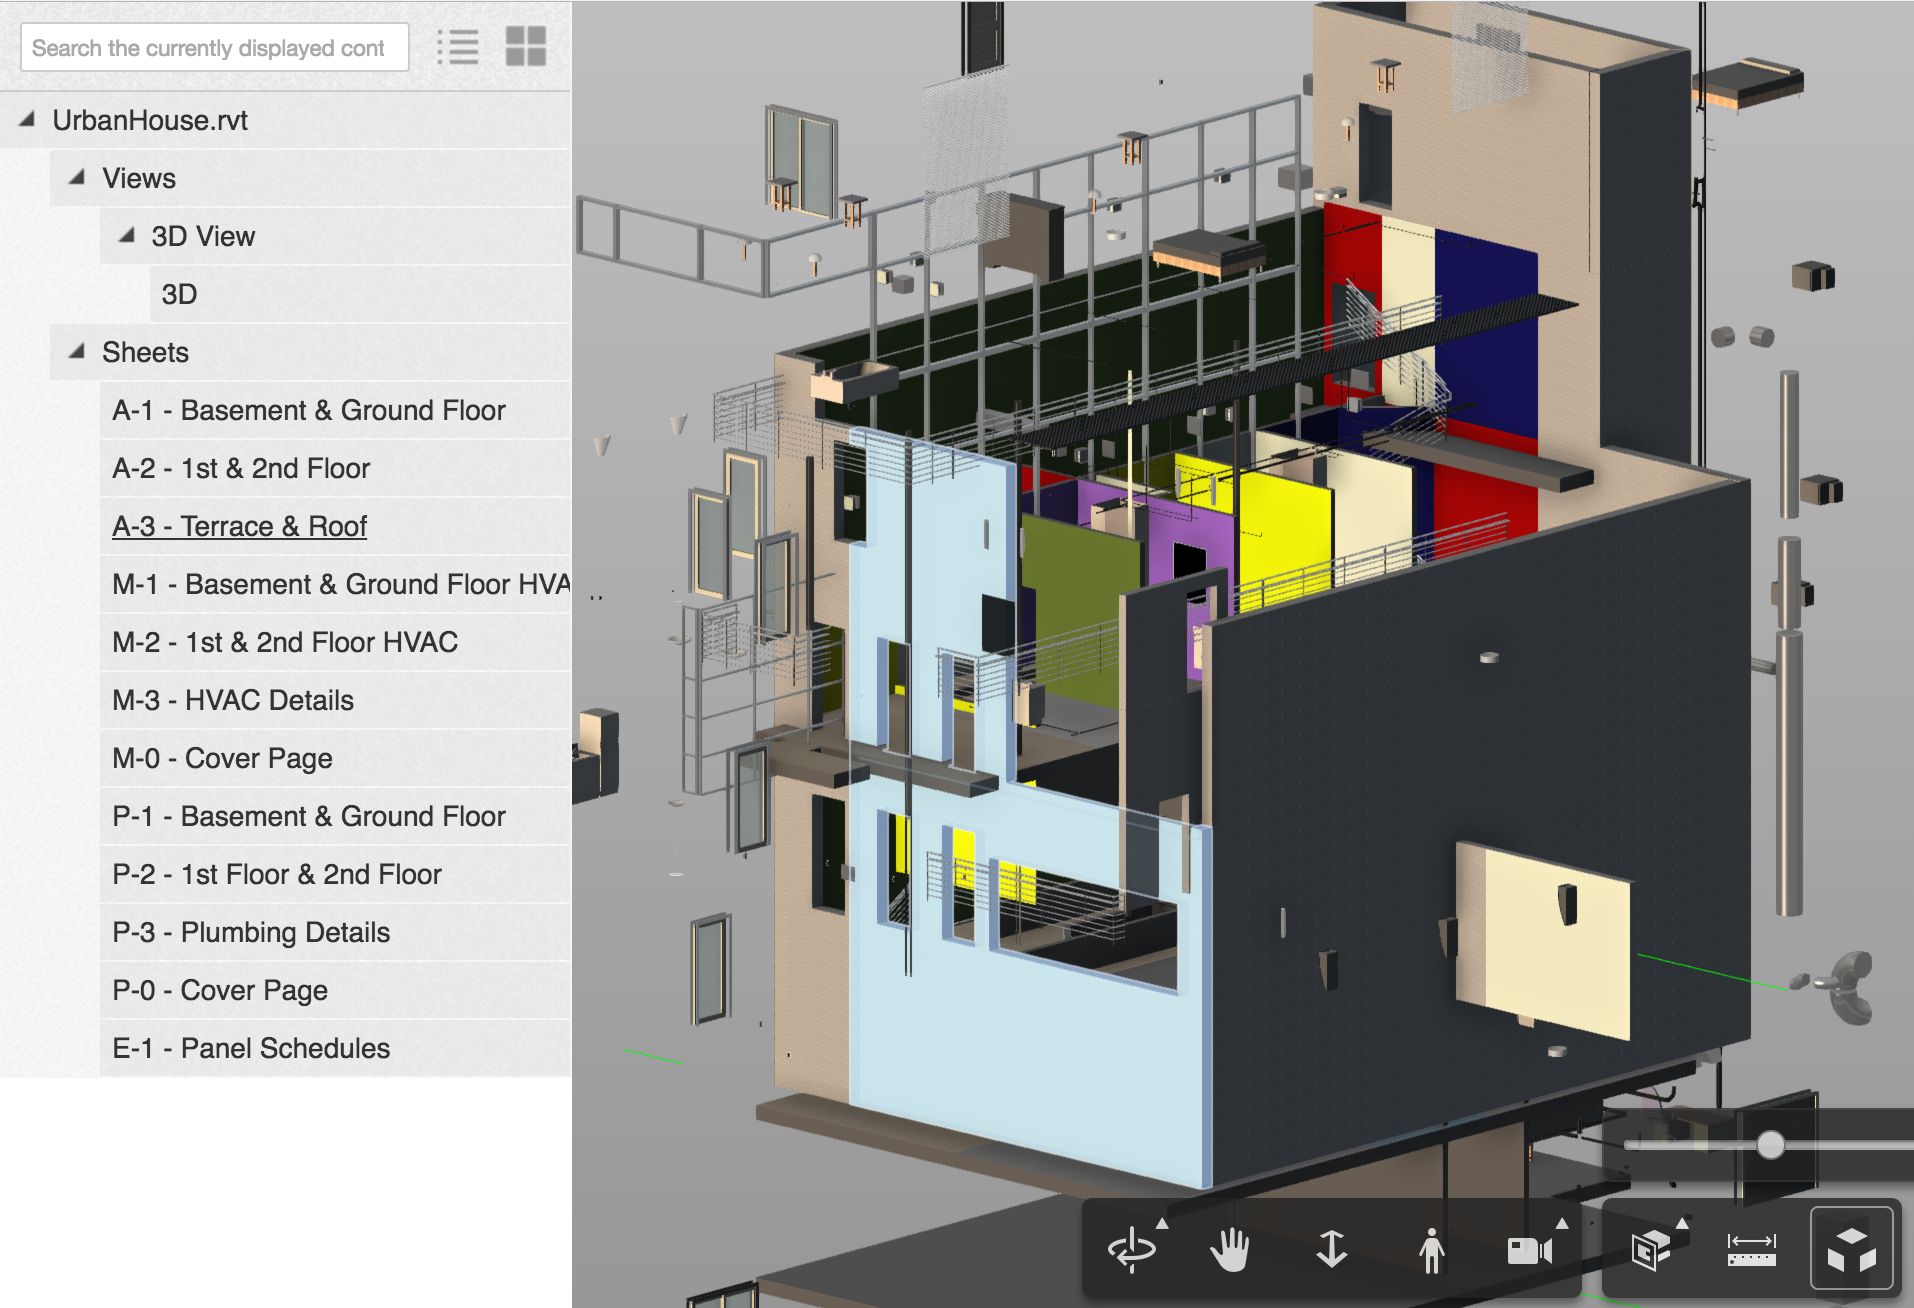 Search the currently displayed cont
UrbanHouse.rvt
Views
3D View
3D
Sheets
A-1 - Basement & Ground Floor
A-2 - 1st & 2nd Floor
A-3 - Terrace & Roof
M-1 - Basement & Ground Floor HVA
M-2 - 1st & 2nd Floor HVAC
M-3 - HVAC Details
M-0 - Cover Page
P-1 - Basement & Ground Floor
P-2 - 1st Floor & 2nd Floor
P-3 - Plumbing Details
P-0 - Cover Page
E-1 - Panel Schedules